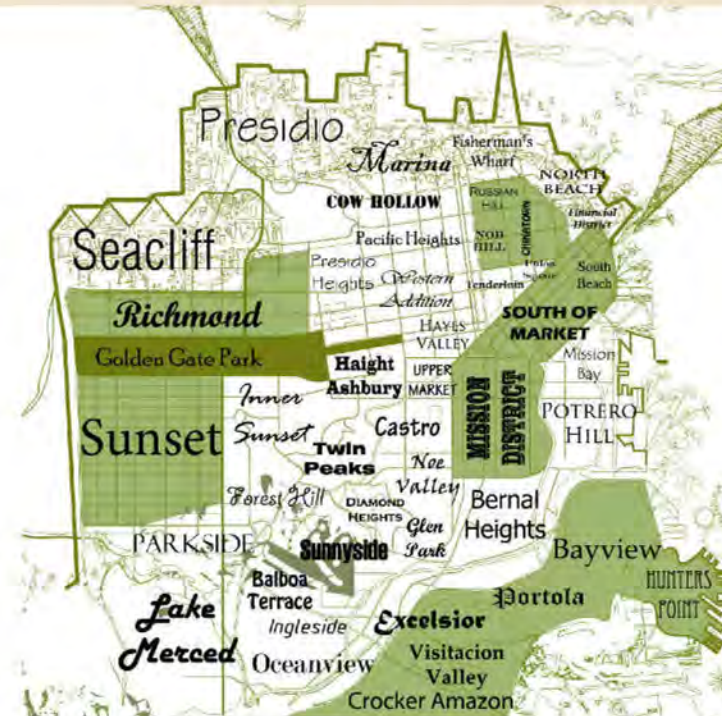 Presidio
Marina
Fisherman's
Wharf
NORTH
BEACH
COW HOLLOW
RUSSIAN
HILL
CHINATOWN
Financial
District
Seacliff
Pacific Heights
NOB
HILL
Union
Square
Presidio
Heights
Western
Addition
Tenderloin
South
Beach
Richmond
HAYES
VALLEY
SOUTH OF
MARKET
Golden Gate Park
Haight
Ashbury
UPPER
MARKET
Mission
Bay
Inner
Sunset
Sunset
Castro
MISSION
DISTRICT
POTRERO
HILL
Twin
Peaks
Noe
Valley
Forest Hill
DIAMOND
HEIGHTS
Bernal
Heights
PARKSIDE
Sunnyside
Glen
Park
Bayview
Balboa
Terrace
HUNTERS
POINT
Lake
Merced
Ingleside
Excelsior
Portola
Oceanview
Visitacion
Valley
Crocker Amazon